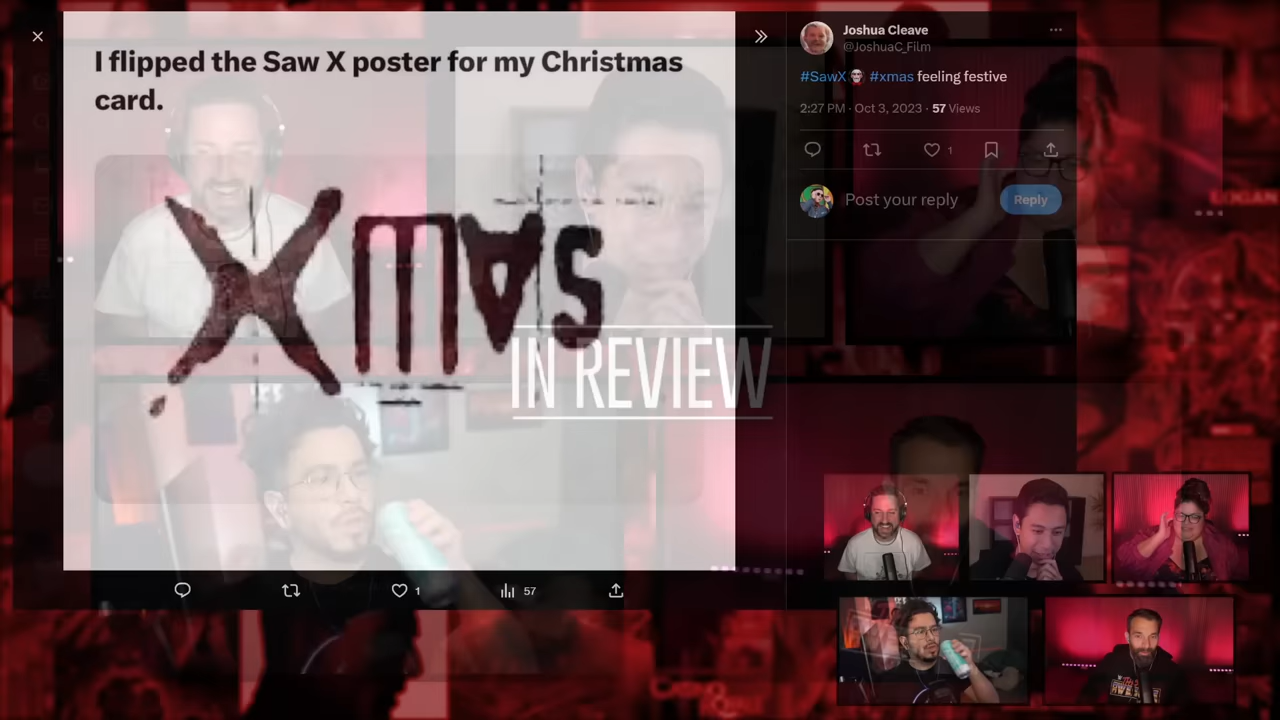 I flipped the Saw X poster for my Christmas
card.
XmAS
IN REVIEW
1
57
Joshua Cleave
@JoshuaC_Film
#SawX #xmas feeling festive
2:27 PM · Oct 3, 2023 · 57 Views
1
Post your reply
Reply